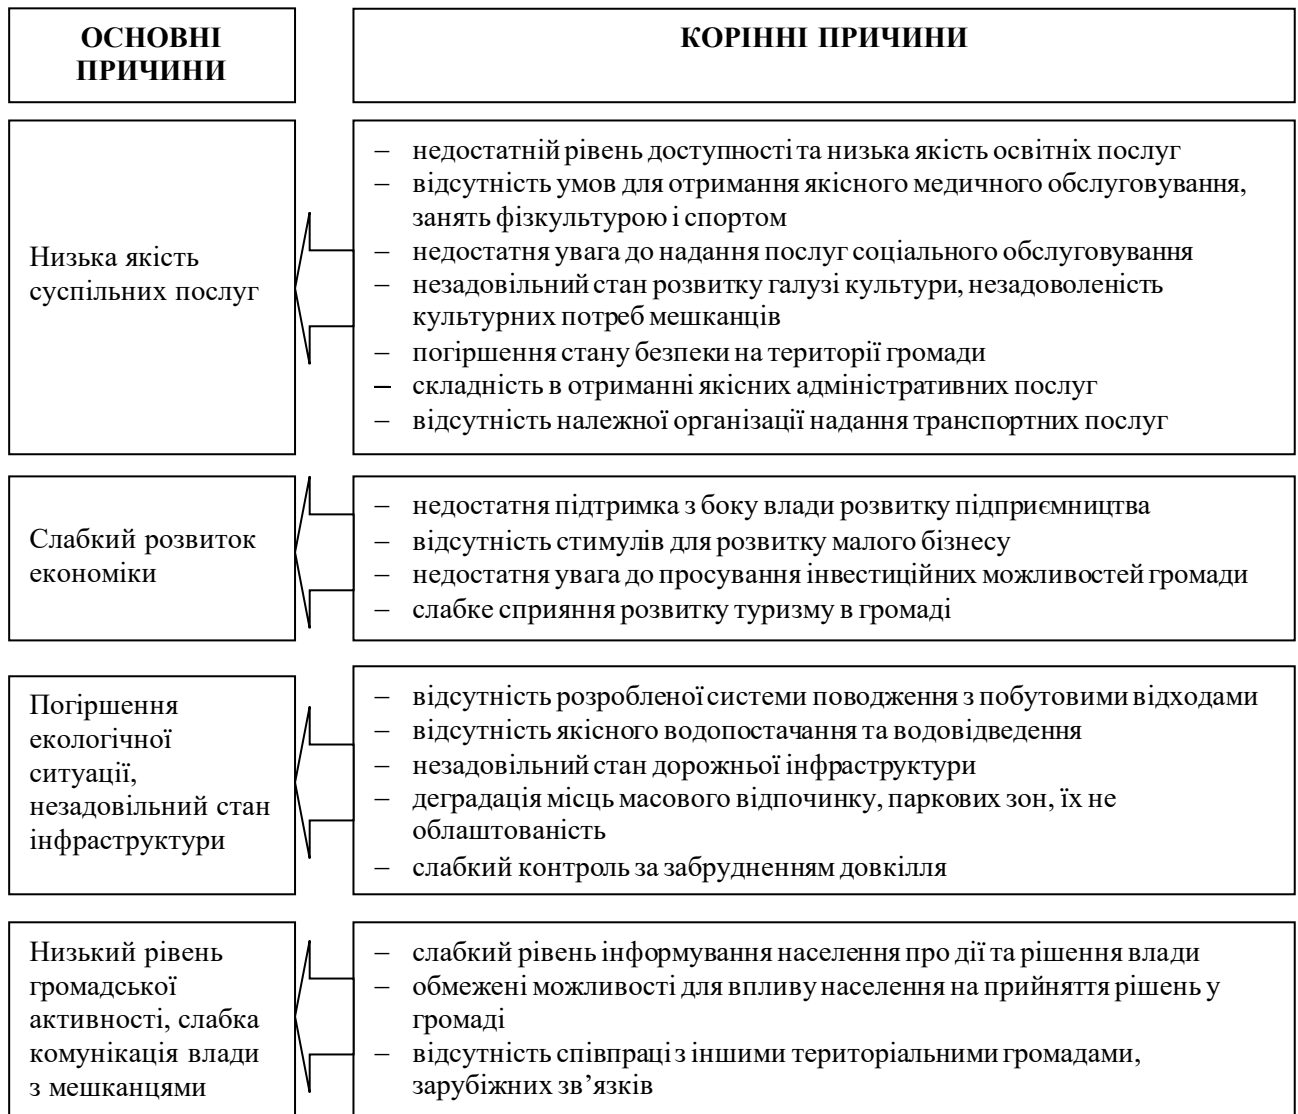 ОСНОВНІ
ПРИЧИНИ
КОРІННІ ПРИЧИНИ
Низька якість
суспільних послуг
– недостатній рівень доступності та низька якість освітніх послуг
– відсутність умов для отримання якісного медичного обслуговування,
занять фізкультурою і спортом
– недостатня увага до надання послуг соціального обслуговування
– незадовільний стан розвитку галузі культури, незадоволеність
культурних потреб мешканців
– погіршення стану безпеки на території громади
– складність в отриманні якісних адміністративних послуг
– відсутність належної організації надання транспортних послуг
Слабкий розвиток
економіки
– недостатня підтримка з боку влади розвитку підприємництва
– відсутність стимулів для розвитку малого бізнесу
– недостатня увага до просування інвестиційних можливостей громади
– слабке сприяння розвитку туризму в громаді
Погіршення
екологічної
ситуації,
незадовільний стан
інфраструктури
– відсутність розробленої системи поводження з побутовими відходами
– відсутність якісного водопостачання та водовідведення
– незадовільний стан дорожньої інфраструктури
– деградація місць масового відпочинку, паркових зон, їх не
облаштованість
– слабкий контроль за забрудненням довкілля
Низький рівень
громадської
активності, слабка
комунікація влади
з мешканцями
– слабкий рівень інформування населення про дії та рішення влади
– обмежені можливості для впливу населення на прийняття рішень у
громаді
– відсутність співпраці з іншими територіальними громадами,
зарубіжних зв’язків